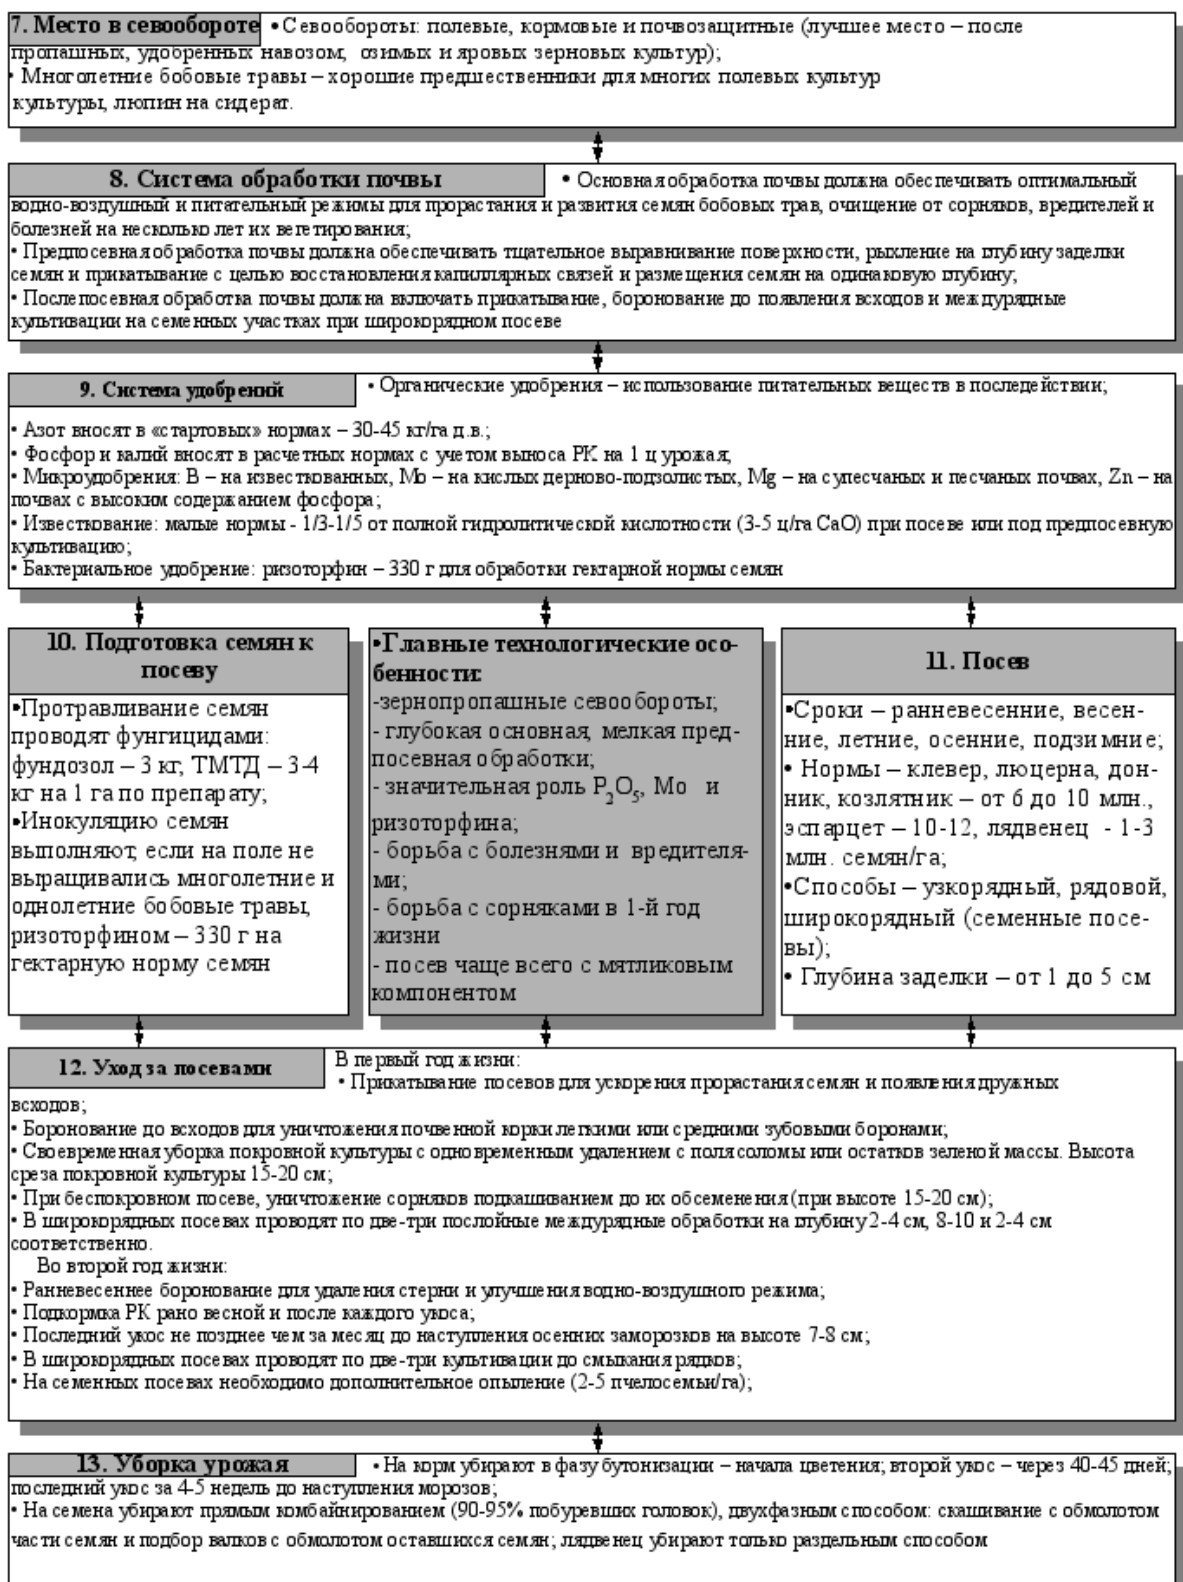 7. Место в севообороте • Севообороты: полевые, кормовые и почвозащитные (лучшее место – после
пропашных, удобренных навозом, озимых и яровых зерновых культур);
• Многолетние бобовые травы – хорошие предшественники для многих полевых культур
культуры, люпин на сидерат.
8. Система обработки почвы • Основная обработка почвы должна обеспечивать оптимальный
водно-воздушный и питательный режимы для прорастания и развития семян бобовых трав, очищение от сорняков, вредителей и
болезней на несколько лет их вегетирования;
• Предпосевная обработка почвы должна обеспечивать тщательное выравнивание поверхности, рыхление на глубину заделки
семян и прикатывание с целью восстановления капиллярных связей и размещения семян на одинаковую глубину;
• Послепосевная обработка почвы должна включать прикатывание, боронование до появления всходов и междурядные
культивации на семенных участках при широкорядном посеве
9. Система удобрений • Органические удобрения – использование питательных веществ в последействии;
• Азот вносят в «стартовых» нормах – 30-45 кг/га д.в.;
• Фосфор и калий вносят в расчетных нормах с учетом выноса РК на 1 ц урожая;
• Микроудобрения: В – на известкованных, Мо – на кислых дерново-подзолистых, Mg – на супесчаных и песчаных почвах, Zn – на
почвах с высоким содержанием фосфора;
• Известкование: малые нормы - 1/3-1/5 от полной гидролитической кислотности (3-5 ц/га СаО) при посеве или под предпосевную
культивацию;
• Бактериальное удобрение: ризоторфин – 330 г для обработки гектарной нормы семян
10. Подготовка семян к
посеву
•Протравливание семян
проводят фунгицидами:
фундозол – 3 кг, ТМТД – 3-4
кг на 1 га по препарату;
•Инокуляцию семян
выполняют, если на поле не
выращивались многолетние и
однолетние бобовые травы,
ризоторфином – 330 г на
гектарную норму семян
•Главные технологические осо-
бенности:
-зернопропашные севообороты;
- глубокая основная, мелкая пред-
посевная обработки;
- значительная роль P₂O₅, Мо и
ризоторфина;
- борьба с болезнями и вредителя-
ми;
- борьба с сорняками в 1-й год
жизни
- посев чаще всего с мятликовым
компонентом
11. Посев
•Сроки – ранневесенние, весен-
ние, летние, осенние, подзимние;
• Нормы – клевер, люцерна, дон-
ник, козлятник – от 6 до 10 млн.,
эспарцет – 10-12, лядвенец - 1-3
млн. семян/га;
•Способы – узкорядный, рядовой,
широкорядный (семенные посе-
вы);
• Глубина заделки – от 1 до 5 см
12. Уход за посевами В первый год жизни:
• Прикатывание посевов для ускорения прорастания семян и появления дружных
всходов;
• Боронование до всходов для уничтожения почвенной корки легкими или средними зубовыми боронами;
• Своевременная уборка покровной культуры с одновременным удалением с поля соломы или остатков зеленой массы. Высота
среза покровной культуры 15-20 см;
• При беспокровном посеве, уничтожение сорняков подкашиванием до их обсеменения (при высоте 15-20 см);
• В широкорядных посевах проводят по две-три послойные междурядные обработки на глубину 2-4 см, 8-10 и 2-4 см
соответственно.
Во второй год жизни:
• Ранневесеннее боронование для удаления стерни и улучшения водно-воздушного режима;
• Подкормка РК рано весной и после каждого укоса;
• Последний укос не позднее чем за месяц до наступления осенних заморозков на высоте 7-8 см;
• В широкорядных посевах проводят по две-три культивации до смыкания рядков;
• На семенных посевах необходимо дополнительное опыление (2-5 пчелосемьи/га);
13. Уборка урожая • На корм убирают в фазу бутонизации – начала цветения; второй укос – через 40-45 дней;
последний укос за 4-5 недель до наступления морозов;
• На семена убирают прямым комбайнированием (90-95% побуревших головок), двухфазным способом: скашивание с обмолотом
части семян и подбор валков с обмолотом оставшихся семян; лядвенец убирают только раздельным способом